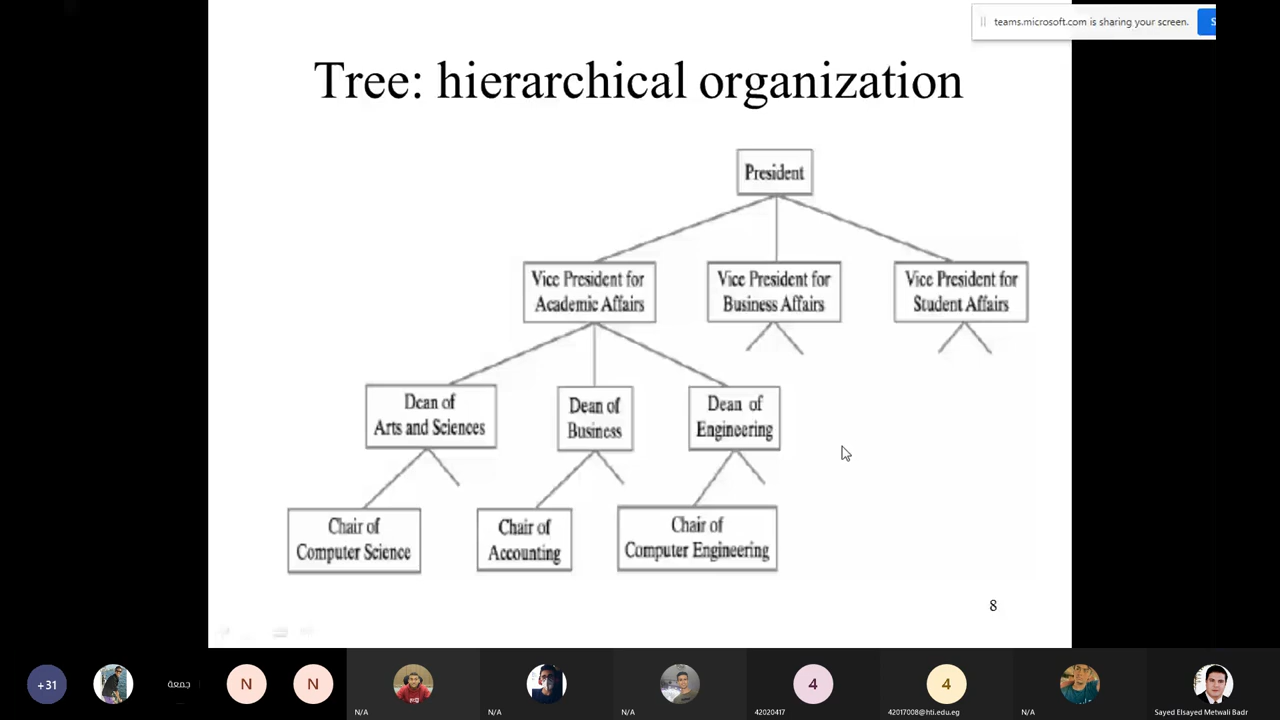 teams.microsoft.com is sharing your screen.
S
Tree: hierarchical organization
President
Vice President for
Academic Affairs
Vice President for
Business Affairs
Vice President for
Student Affairs
Dean of
Arts and Sciences
Dean of
Business
Dean of
Engineering
Chair of
Computer Science
Chair of
Accounting
Chair of
Computer Engineering
8
+31
جمعة
N
N
N/A
N/A
N/A
4
42020417
4
42017008@hti.edu.eg
N/A
Sayed Elsayed Metwali Badr